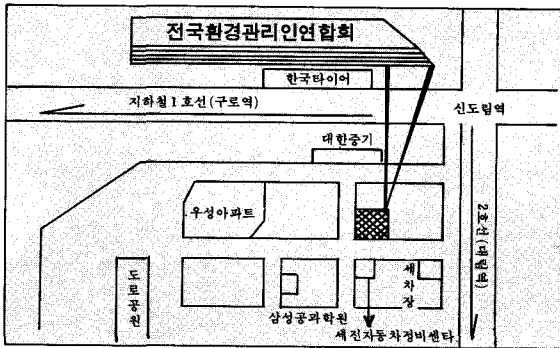 전국환경관리인연합회
한국타이어
지하철1호선(구로역)
신도림역
대한중기
우성아파트
2호선(대림역)
도로공원
세차장
삼성공과학원
세진자동차정비쎈타